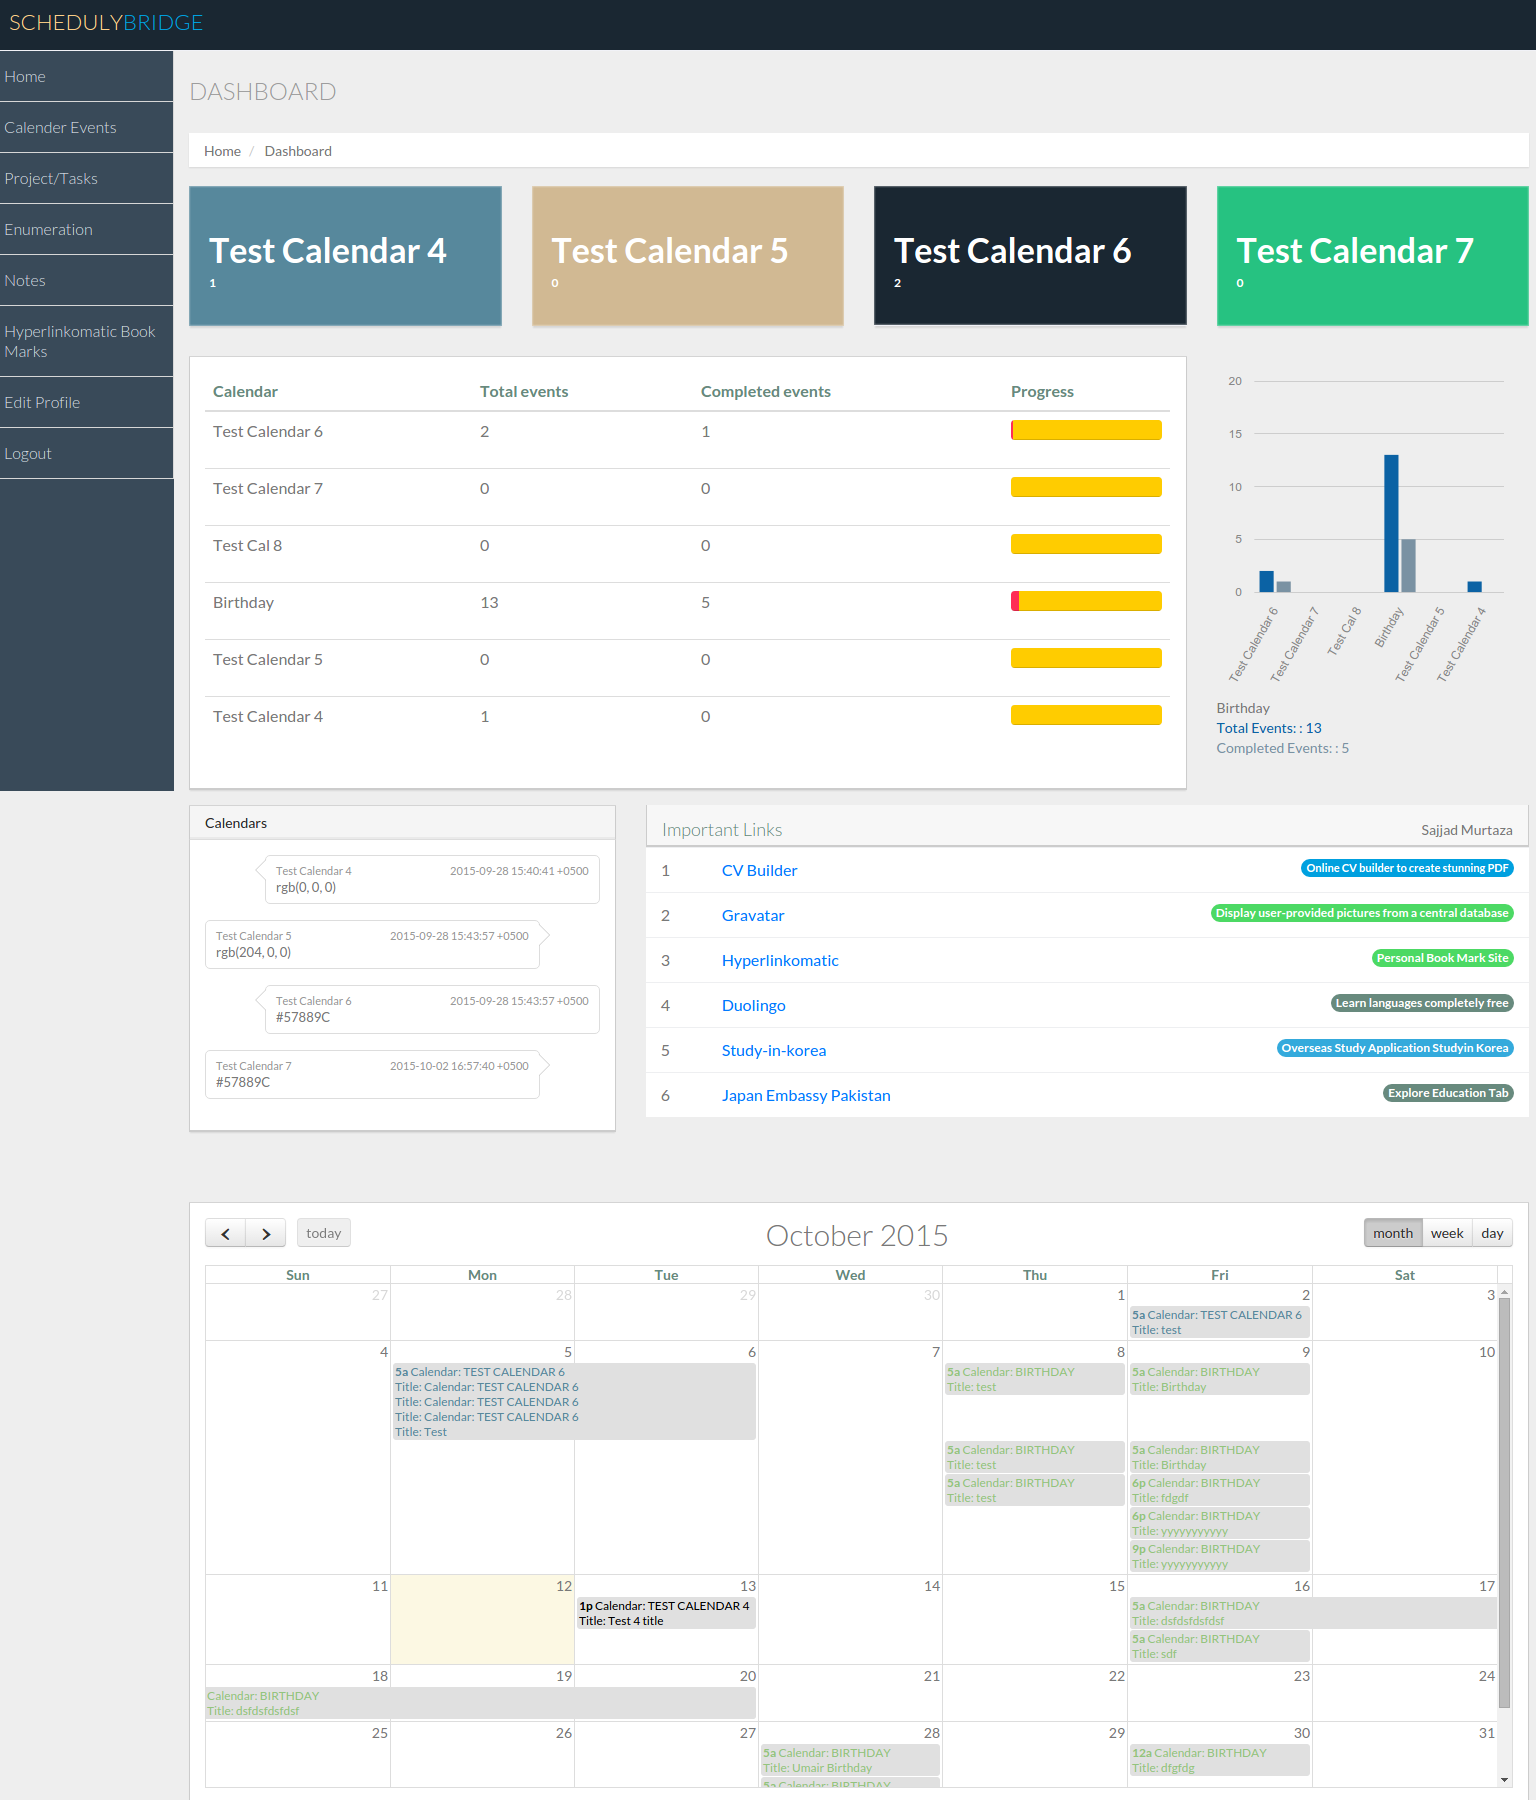 SCHEDULYBRIDGE
Home
Calender Events
Project/Tasks
Enumeration
Notes
Hyperlinkomatic Book
Marks
Edit Profile
Logout
DASHBOARD
Home / Dashboard
Test Calendar 4
1
Test Calendar 5
0
Test Calendar 6
2
Test Calendar 7
0
Calendar Total events Completed events Progress
Test Calendar 6 2 1
Test Calendar 7 0 0
Test Cal 8 0 0
Birthday 13 5
Test Calendar 5 0 0
Test Calendar 4 1 0
20
15
10
5
0
Test Calendar 6
Test Calendar 7
Test Cal 8
Birthday
Test Calendar 5
Test Calendar 4
Birthday
Total Events: : 13
Completed Events: : 5
Calendars
Test Calendar 4 2015-09-28 15:40:41 +0500
rgb(0, 0, 0)
Test Calendar 5 2015-09-28 15:43:57 +0500
rgb(204, 0, 0)
Test Calendar 6 2015-09-28 15:43:57 +0500
#57889C
Test Calendar 7 2015-10-02 16:57:40 +0500
#57889C
Important Links Sajjad Murtaza
1 CV Builder Online CV builder to create stunning PDF
2 Gravatar Display user-provided pictures from a central database
3 Hyperlinkomatic Personal Book Mark Site
4 Duolingo Learn languages completely free
5 Study-in-korea Overseas Study Application Studyin Korea
6 Japan Embassy Pakistan Explore Education Tab
today October 2015 month week day
Sun Mon Tue Wed Thu Fri Sat
27 28 29 30 1 2 3
5a Calendar: TEST CALENDAR 6
Title: test
4 5 6 7 8 9 10
5a Calendar: TEST CALENDAR 6
Title: Calendar: TEST CALENDAR 6
Title: Calendar: TEST CALENDAR 6
Title: Calendar: TEST CALENDAR 6
Title: Test
5a Calendar: BIRTHDAY
Title: test
5a Calendar: BIRTHDAY
Title: test
5a Calendar: BIRTHDAY
Title: test
5a Calendar: BIRTHDAY
Title: Birthday
5a Calendar: BIRTHDAY
Title: Birthday
6p Calendar: BIRTHDAY
Title: fdgdf
6p Calendar: BIRTHDAY
Title: yyyyyyyyyyy
9p Calendar: BIRTHDAY
Title: yyyyyyyyyyy
11 12 13 14 15 16 17
1p Calendar: TEST CALENDAR 4
Title: Test 4 title
5a Calendar: BIRTHDAY
Title: dsfdsfdsfdsf
5a Calendar: BIRTHDAY
Title: sdf
18 19 20 21 22 23 24
Calendar: BIRTHDAY
Title: dsfdsfdsfdsf
25 26 27 28 29 30 31
5a Calendar: BIRTHDAY
Title: Umair Birthday
5a Calendar: BIRTHDAY
12a Calendar: BIRTHDAY
Title: dfgfdg